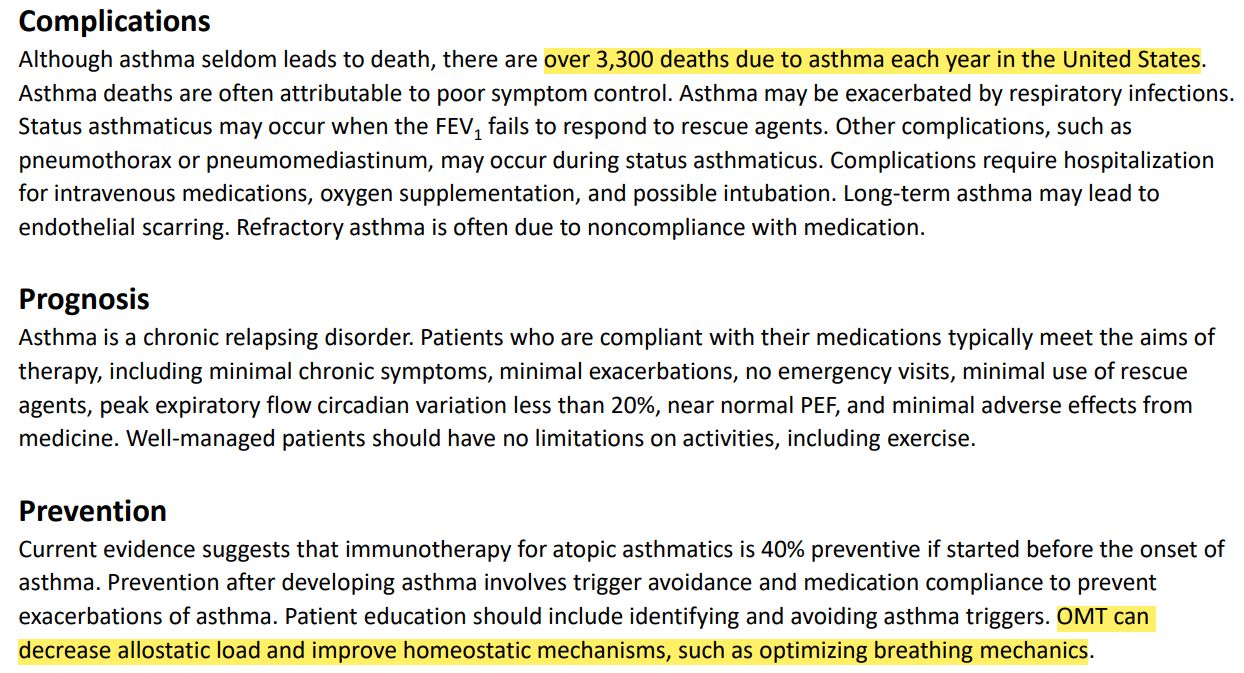 Complications
Although asthma seldom leads to death, there are over 3,300 deaths due to asthma each year in the United States.
Asthma deaths are often attributable to poor symptom control. Asthma may be exacerbated by respiratory infections.
Status asthmaticus may occur when the FEV₁ fails to respond to rescue agents. Other complications, such as
pneumothorax or pneumomediastinum, may occur during status asthmaticus. Complications require hospitalization
for intravenous medications, oxygen supplementation, and possible intubation. Long-term asthma may lead to
endothelial scarring. Refractory asthma is often due to noncompliance with medication.
Prognosis
Asthma is a chronic relapsing disorder. Patients who are compliant with their medications typically meet the aims of
therapy, including minimal chronic symptoms, minimal exacerbations, no emergency visits, minimal use of rescue
agents, peak expiratory flow circadian variation less than 20%, near normal PEF, and minimal adverse effects from
medicine. Well-managed patients should have no limitations on activities, including exercise.
Prevention
Current evidence suggests that immunotherapy for atopic asthmatics is 40% preventive if started before the onset of
asthma. Prevention after developing asthma involves trigger avoidance and medication compliance to prevent
exacerbations of asthma. Patient education should include identifying and avoiding asthma triggers. OMT can
decrease allostatic load and improve homeostatic mechanisms, such as optimizing breathing mechanics.